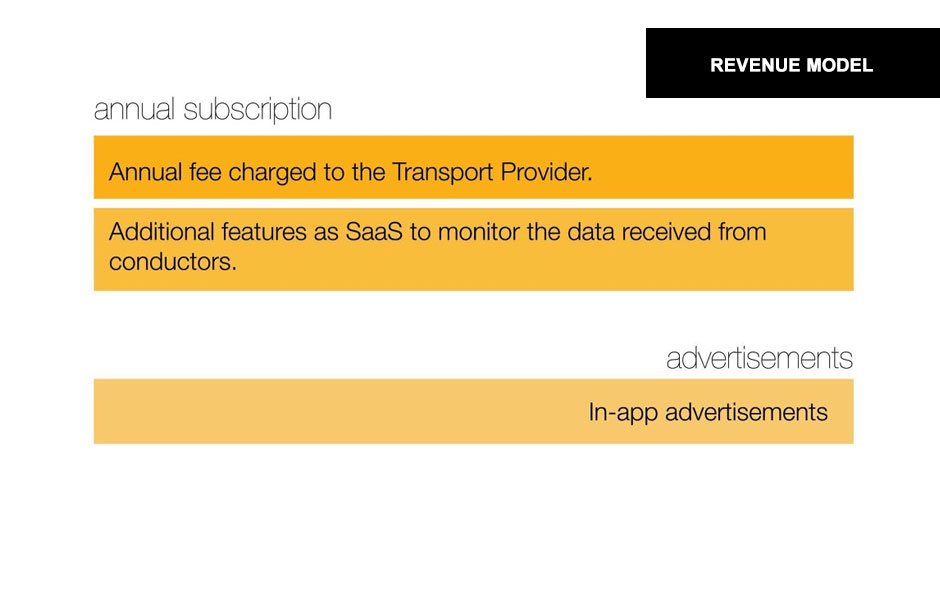 REVENUE MODEL
annual subscription
Annual fee charged to the Transport Provider.
Additional features as SaaS to monitor the data received from
conductors.
advertisements
In-app advertisements